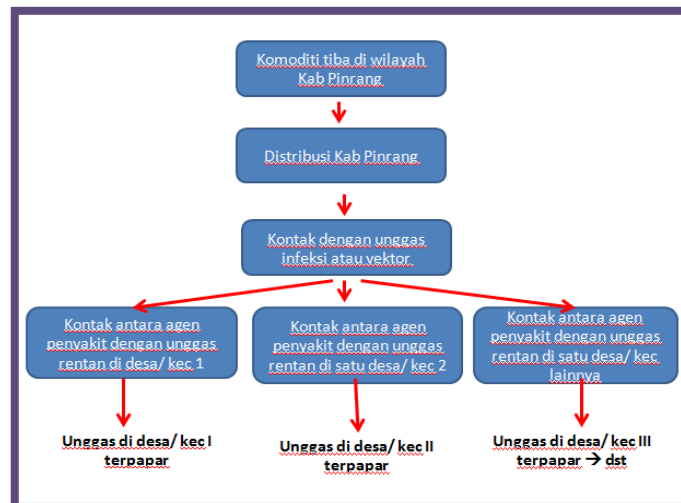 Komoditi tiba di wilayah
Kab Pinrang
Distribusi Kab Pinrang
Kontak dengan unggas
infeksi atau vektor
Kontak antara agen
penyakit dengan unggas
rentan di desa/ kec 1
Kontak antara agen
penyakit dengan unggas
rentan di satu desa/ kec 2
Kontak antara agen
penyakit dengan unggas
rentan di satu desa/ kec
lainnya
Unggas di desa/ kec I
terpapar
Unggas di desa/ kec II
terpapar
Unggas di desa/ kec III
terpapar → dst